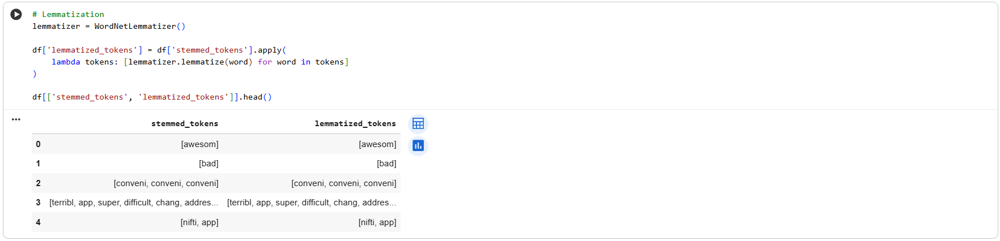 # Lemmatization
lemmatizer = WordNetLemmatizer()
df['lemmatized_tokens'] = df['stemmed_tokens'].apply(
    lambda tokens: [lemmatizer.lemmatize(word) for word in tokens]
)
df[['stemmed_tokens', 'lemmatized_tokens']].head()
stemmed_tokens lemmatized_tokens
0 [awesom] [awesom]
1 [bad] [bad]
2 [conveni, conveni, conveni] [conveni, conveni, conveni]
3 [terribl, app, super, difficult, chang, addres... [terribl, app, super, difficult, chang, addres...
4 [nifti, app] [nifti, app]